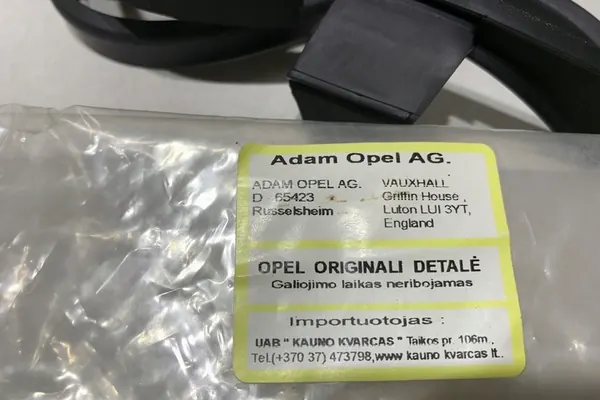 Adam Opel AG.
ADAM OPEL AG. VAUXHALL
D 65423 Griffin House,
Russelsheim Luton LUI 3YT,
England
OPEL ORIGINALI DETALĖ
Galiojimo laikas neribojamas
Importuotojas :
UAB " KAUNO KVARCAS " Taikos pr. 106m,
Tel.(+370 37) 473798,www kauno kvarcas lt..